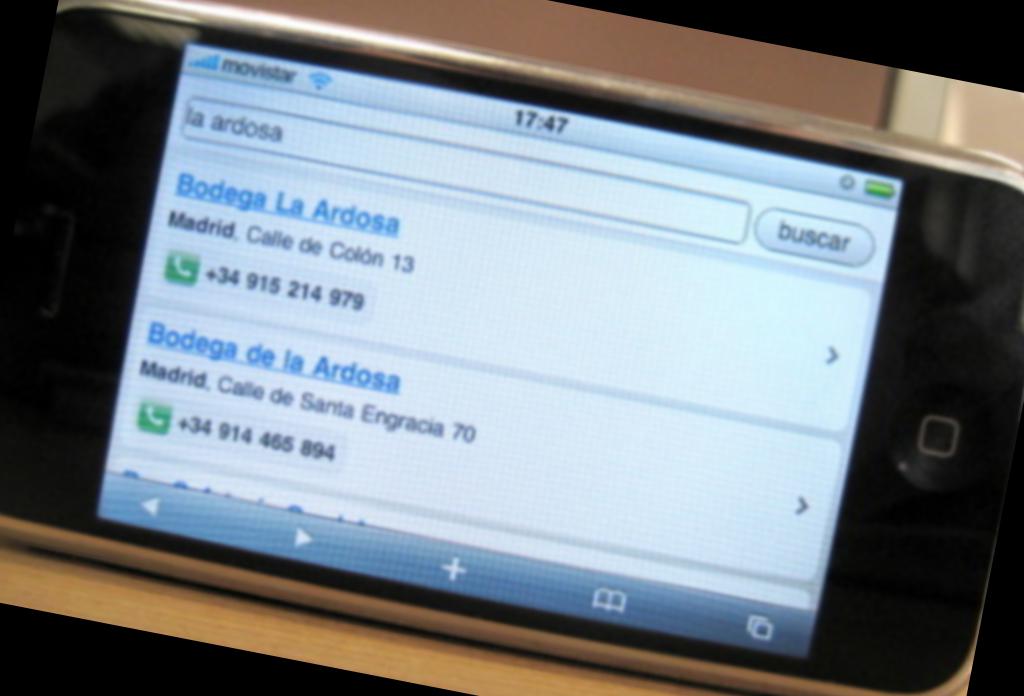 movistar
17:47
la ardosa
buscar
Bodega La Ardosa
Madrid, Calle de Colón 13
+34 915 214 979
Bodega de la Ardosa
Madrid, Calle de Santa Engracia 70
+34 914 465 894